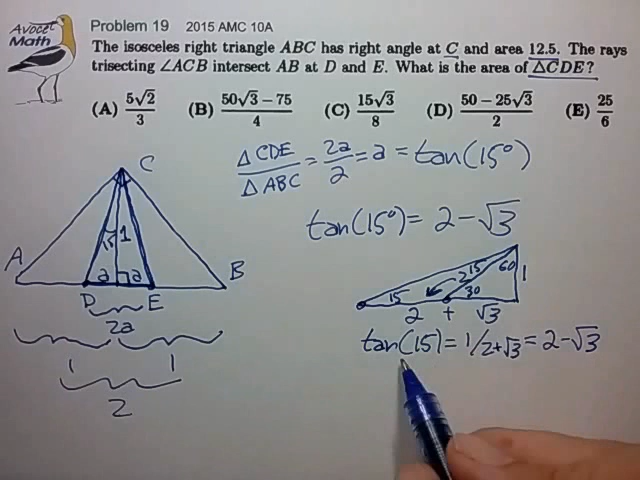 Avocet Math
Problem 19 2015 AMC 10A
The isosceles right triangle ABC has right angle at C and area 12.5. The rays
trisecting ∠ACB intersect AB at D and E. What is the area of △CDE?
(A) 5√2/3 (B) (50√3 − 75)/4 (C) 15√3/8 (D) (50 − 25√3)/2 (E) 25/6
△CDE/△ABC = 2a/2 = a = tan(15°)
tan(15°) = 2 − √3
C
A
15 1
a a
B
D E
2a
1 1
2
15 60
2 1
15 30
2 + √3
tan(15) = 1/2+√3 = 2 − √3